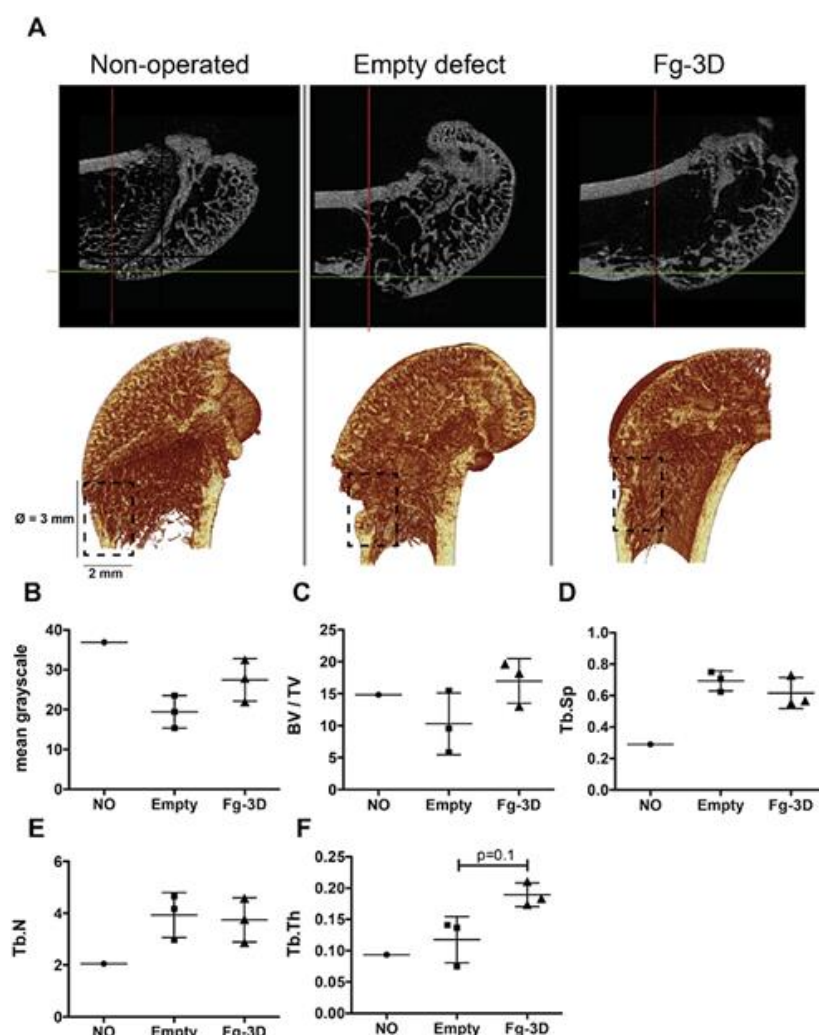 A
Non-operated
Empty defect
Fg-3D
Ø = 3 mm
2 mm
B
mean grayscale
40
30
20
10
0
NO Empty Fg-3D
C
BV / TV
25
20
15
10
5
0
NO Empty Fg-3D
D
Tb.Sp
1.0
0.8
0.6
0.4
0.2
0.0
NO Empty Fg-3D
E
Tb.N
6
4
2
0
NO Empty Fg-3D
F
p=0.1
Tb.Th
0.25
0.20
0.15
0.10
0.05
0.00
NO Empty Fg-3D